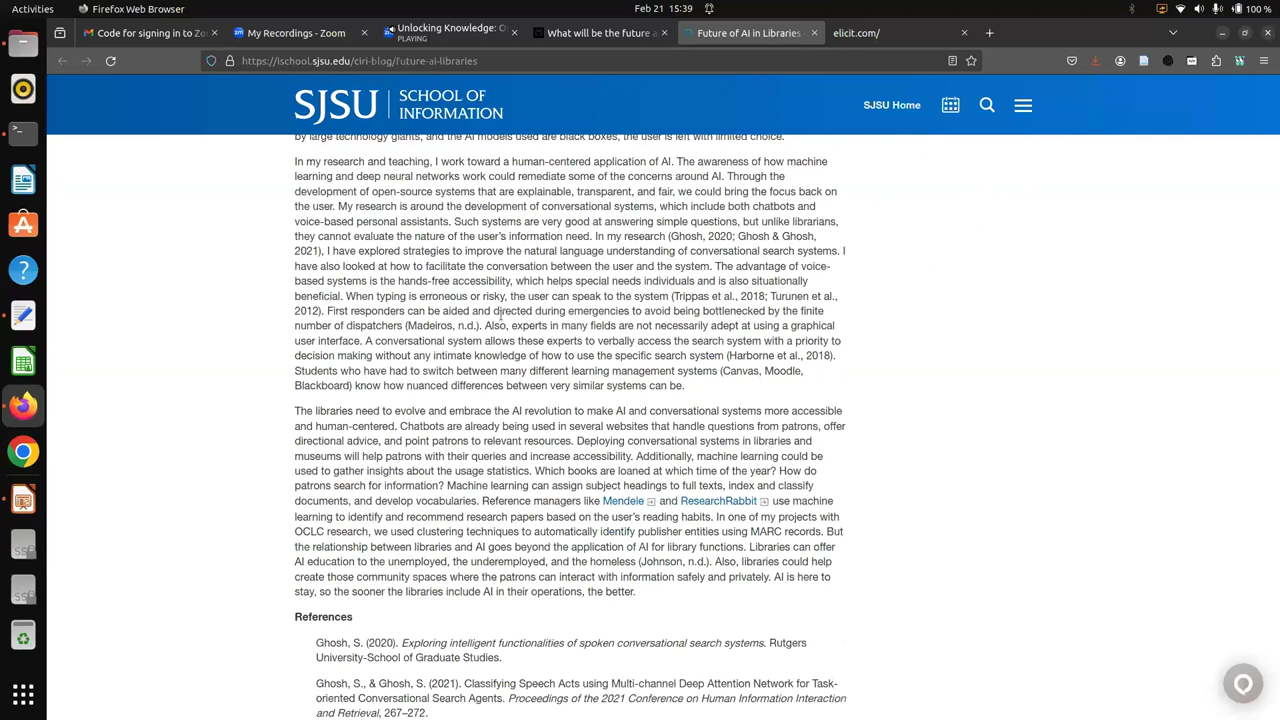 Activities
Firefox Web Browser
Feb 21 15:39
100 %
Code for signing in to Zo
My Recordings - Zoom
Unlocking Knowledge: O
PLAYING
What will be the future a
Future of AI in Libraries -
elicit.com/
https://ischool.sjsu.edu/ciri-blog/future-ai-libraries
SJSU
SCHOOL OF
INFORMATION
SJSU Home
by large technology giants, and the AI models used are black boxes, the user is left with limited choice.
In my research and teaching, I work toward a human-centered application of AI. The awareness of how machine
learning and deep neural networks work could remediate some of the concerns around AI. Through the
development of open-source systems that are explainable, transparent, and fair, we could bring the focus back on
the user. My research is around the development of conversational systems, which include both chatbots and
voice-based personal assistants. Such systems are very good at answering simple questions, but unlike librarians,
they cannot evaluate the nature of the user's information need. In my research (Ghosh, 2020; Ghosh & Ghosh,
2021), I have explored strategies to improve the natural language understanding of conversational search systems. I
have also looked at how to facilitate the conversation between the user and the system. The advantage of voice-
based systems is the hands-free accessibility, which helps special needs individuals and is also situationally
beneficial. When typing is erroneous or risky, the user can speak to the system (Trippas et al., 2018; Turunen et al.,
2012). First responders can be aided and directed during emergencies to avoid being bottlenecked by the finite
number of dispatchers (Madeiros, n.d.). Also, experts in many fields are not necessarily adept at using a graphical
user interface. A conversational system allows these experts to verbally access the search system with a priority to
decision making without any intimate knowledge of how to use the specific search system (Harborne et al., 2018).
Students who have had to switch between many different learning management systems (Canvas, Moodle,
Blackboard) know how nuanced differences between very similar systems can be.
The libraries need to evolve and embrace the AI revolution to make AI and conversational systems more accessible
and human-centered. Chatbots are already being used in several websites that handle questions from patrons, offer
directional advice, and point patrons to relevant resources. Deploying conversational systems in libraries and
museums will help patrons with their queries and increase accessibility. Additionally, machine learning could be
used to gather insights about the usage statistics. Which books are loaned at which time of the year? How do
patrons search for information? Machine learning can assign subject headings to full texts, index and classify
documents, and develop vocabularies. Reference managers like Mendele and ResearchRabbit use machine
learning to identify and recommend research papers based on the user's reading habits. In one of my projects with
OCLC research, we used clustering techniques to automatically identify publisher entities using MARC records. But
the relationship between libraries and AI goes beyond the application of AI for library functions. Libraries can offer
AI education to the unemployed, the underemployed, and the homeless (Johnson, n.d.). Also, libraries could help
create those community spaces where the patrons can interact with information safely and privately. AI is here to
stay, so the sooner the libraries include AI in their operations, the better.
References
Ghosh, S. (2020). Exploring intelligent functionalities of spoken conversational search systems. Rutgers
University-School of Graduate Studies.
Ghosh, S., & Ghosh, S. (2021). Classifying Speech Acts using Multi-channel Deep Attention Network for Task-
oriented Conversational Search Agents. Proceedings of the 2021 Conference on Human Information Interaction
and Retrieval, 267–272.